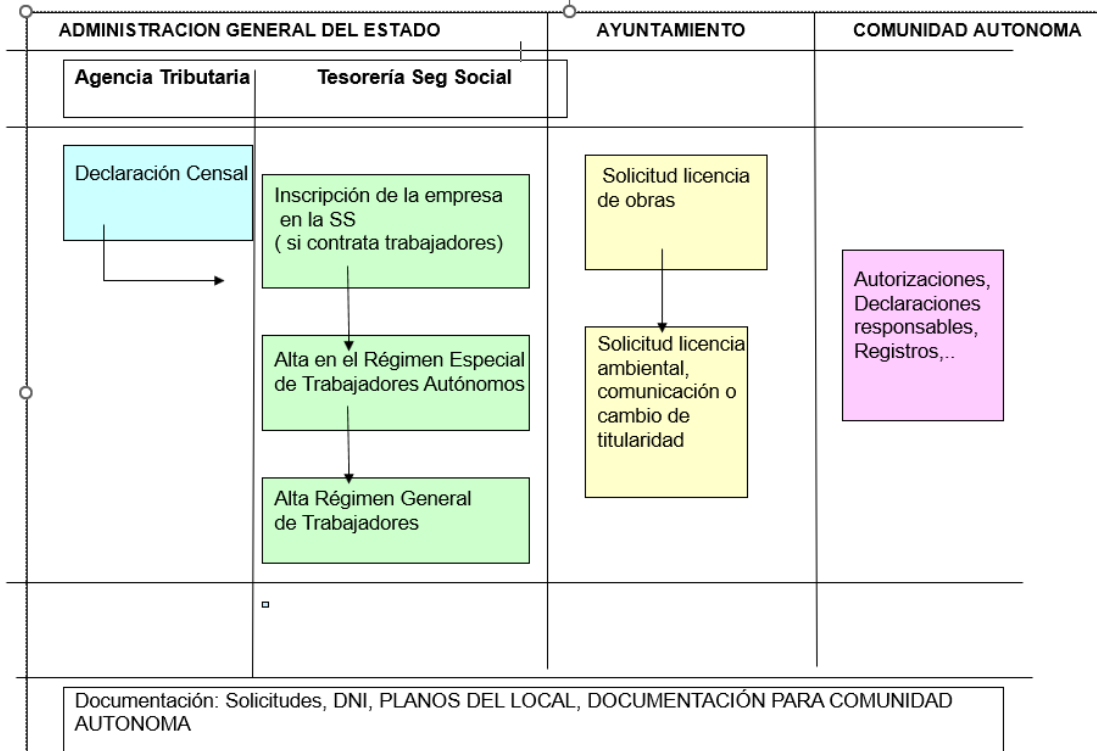 ADMINISTRACION GENERAL DEL ESTADO
AYUNTAMIENTO
COMUNIDAD AUTONOMA
Agencia Tributaria
Tesorería Seg Social
Declaración Censal
Inscripción de la empresa
en la SS
( si contrata trabajadores)
Alta en el Régimen Especial
de Trabajadores Autónomos
Alta Régimen General
de Trabajadores
Solicitud licencia
de obras
Solicitud licencia
ambiental,
comunicación o
cambio de
titularidad
Autorizaciones,
Declaraciones
responsables,
Registros,..
Documentación: Solicitudes, DNI, PLANOS DEL LOCAL, DOCUMENTACIÓN PARA COMUNIDAD
AUTONOMA